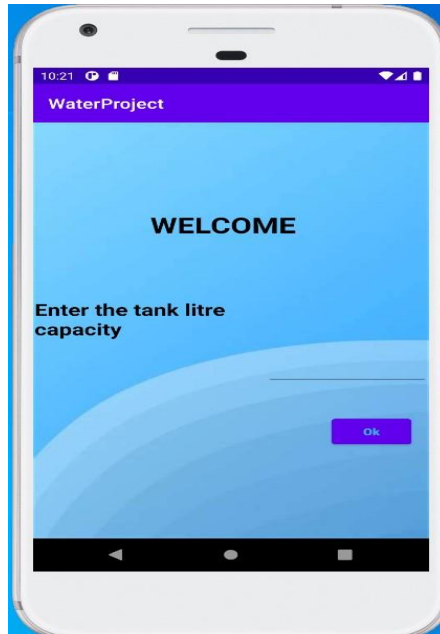 10:21
WaterProject
WELCOME
Enter the tank litre
capacity
Ok